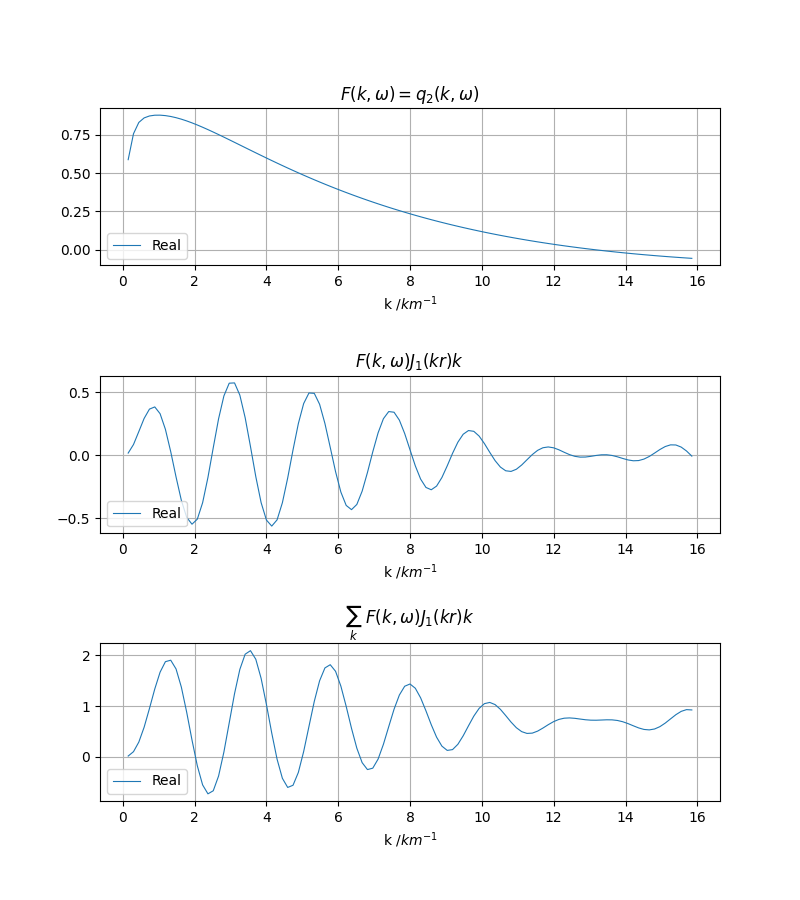 F(k, ω) = q₂(k, ω)
0.75
0.50
0.25
0.00
Real
0 2 4 6 8 10 12 14 16
k /km⁻¹
F(k, ω)J₁(kr)k
0.5
0.0
−0.5
Real
0 2 4 6 8 10 12 14 16
k /km⁻¹
∑ₖ F(k, ω)J₁(kr)k
2
1
0
Real
0 2 4 6 8 10 12 14 16
k /km⁻¹